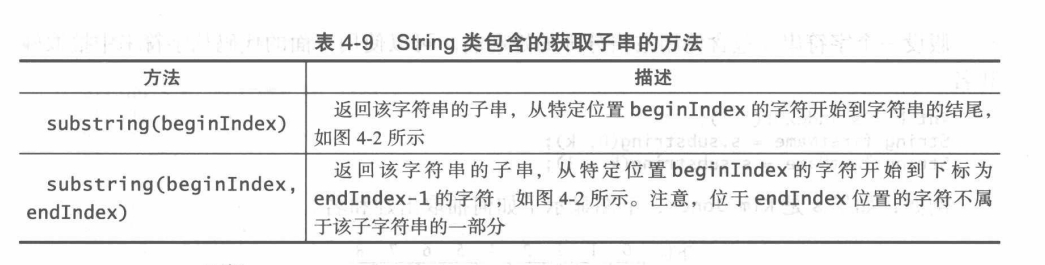 表 4-9 String 类包含的获取子串的方法
方法 描述
substring(beginIndex)
返回该字符串的子串，从特定位置 beginIndex 的字符开始到字符串的结尾，
如图 4-2 所示
substring(beginIndex,
endIndex)
返回该字符串的子串，从特定位置 beginIndex 的字符开始到下标为
endIndex-1 的字符，如图 4-2 所示。注意，位于 endIndex 位置的字符不属
于该子字符串的一部分